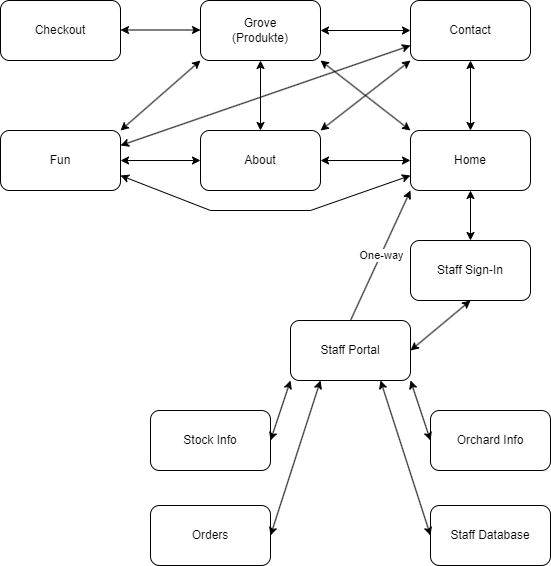 Checkout
Grove
(Produkte)
Contact
Fun
About
Home
One-way
Staff Sign-In
Staff Portal
Stock Info
Orchard Info
Orders
Staff Database